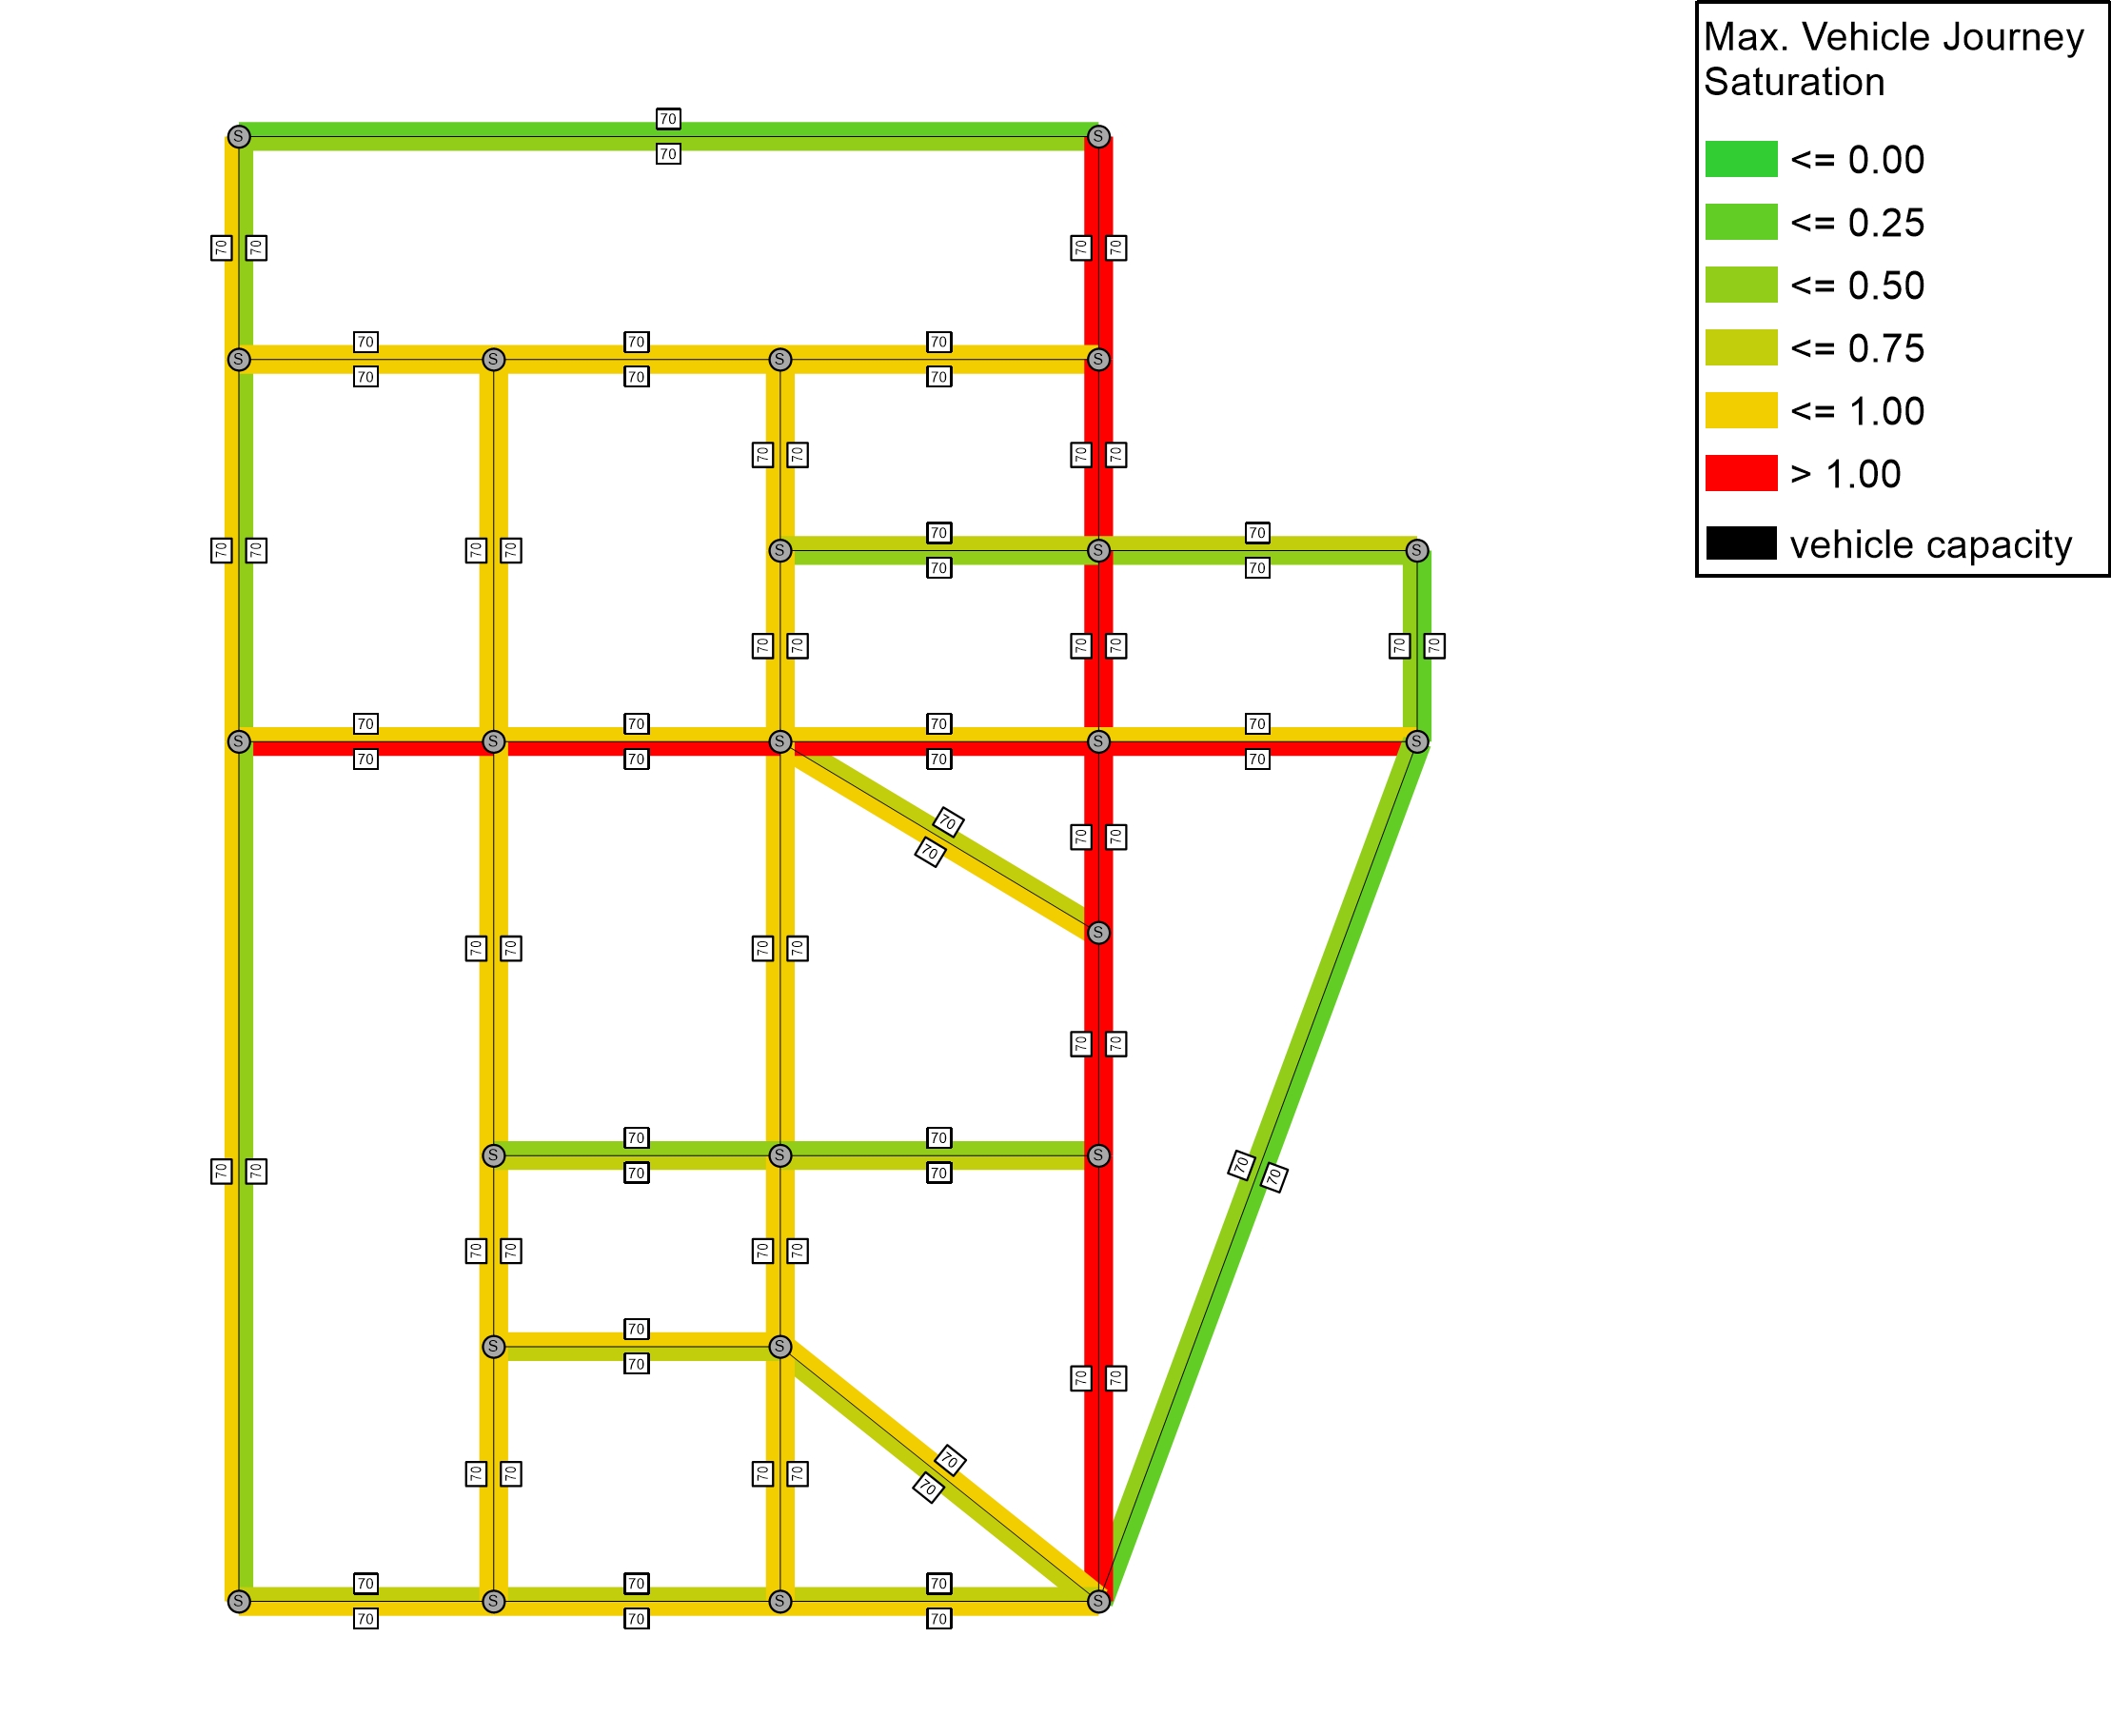 Max. Vehicle Journey
Saturation
<= 0.00
<= 0.25
<= 0.50
<= 0.75
<= 1.00
> 1.00
vehicle capacity
70
S S
70
70 70 70 70
70 70 70
S S S S
70 70 70
70 70 70 70
70 70
70 70 70 70 S S S
70 70
70 70 70 70 70 70
70 70 70 70
S S S S S
70 70 70 70
70
70 70
70
S
70 70 70 70
70 70
70 70
S S S
70 70 70 70 70 70
70 70 70 70
70
S S
70
70 70
70
70 70 70 70
70
70 70 70
S S S S
70 70 70